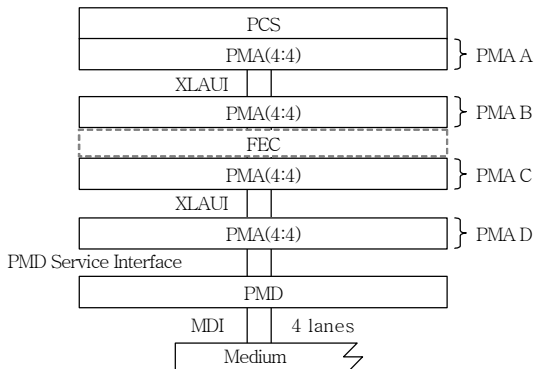 PCS
PMA(4:4) PMA A
XLAUI
PMA(4:4) PMA B
FEC
PMA(4:4) PMA C
XLAUI
PMA(4:4) PMA D
PMD Service Interface
PMD
MDI 4 lanes
Medium